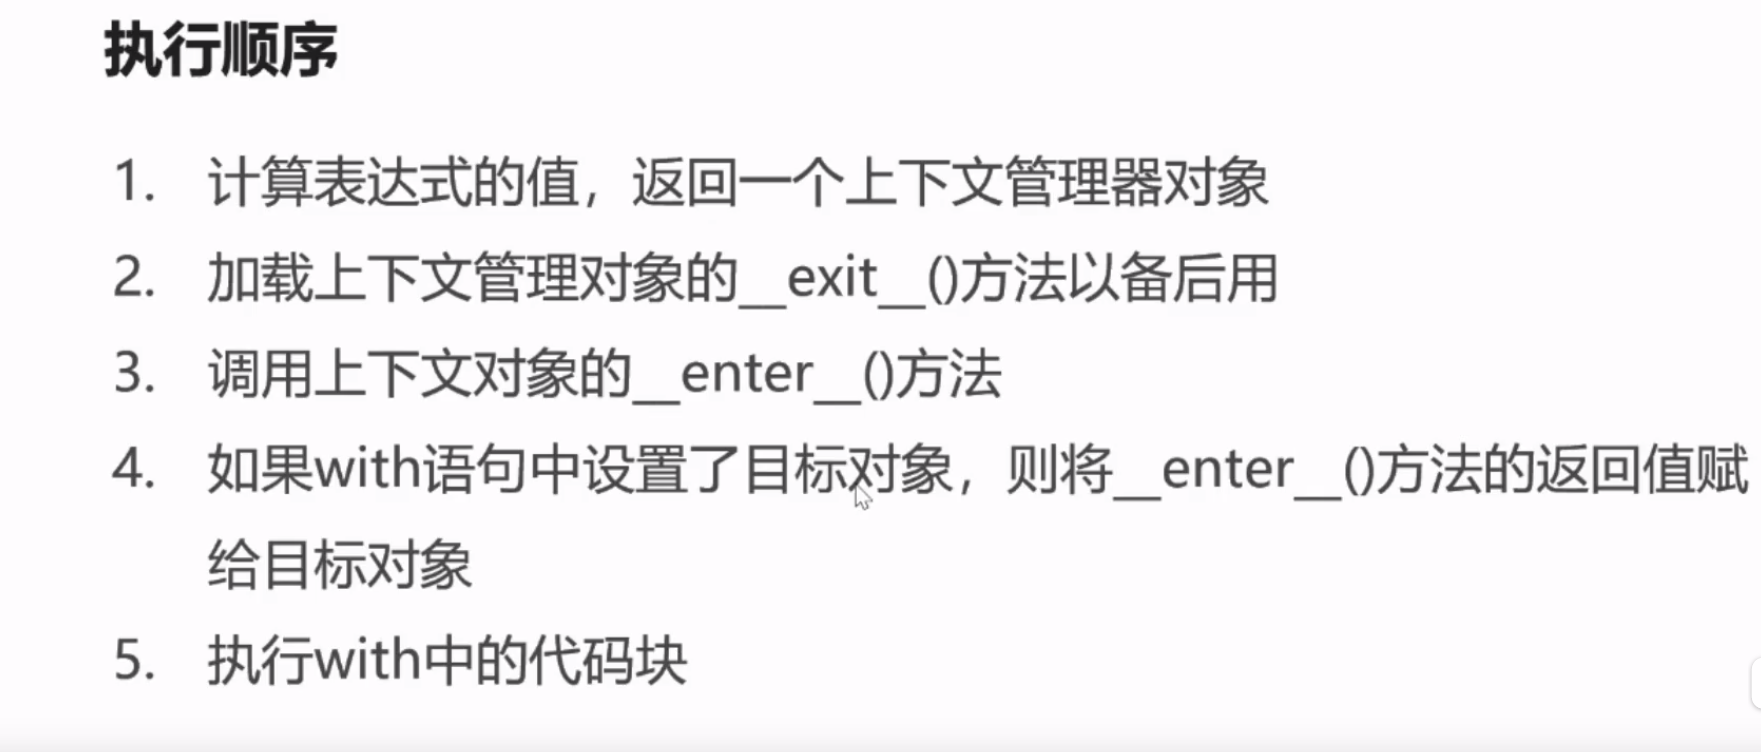 执行顺序
1. 计算表达式的值，返回一个上下文管理器对象
2. 加载上下文管理对象的__exit__()方法以备后用
3. 调用上下文对象的__enter__()方法
4. 如果with语句中设置了目标对象，则将__enter__()方法的返回值赋
给目标对象
5. 执行with中的代码块